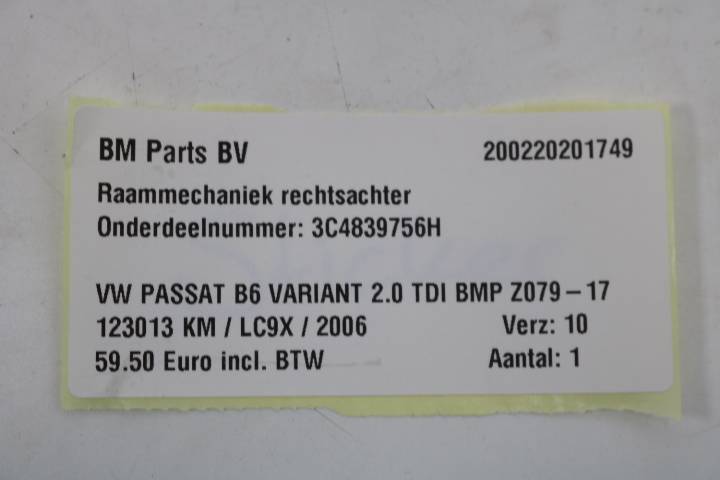 BM Parts BV 200220201749
Raammechaniek rechtsachter
Onderdeelnummer: 3C4839756H
VW PASSAT B6 VARIANT 2.0 TDI BMP Z079-17
123013 KM / LC9X / 2006 Verz: 10
59.50 Euro incl. BTW Aantal: 1